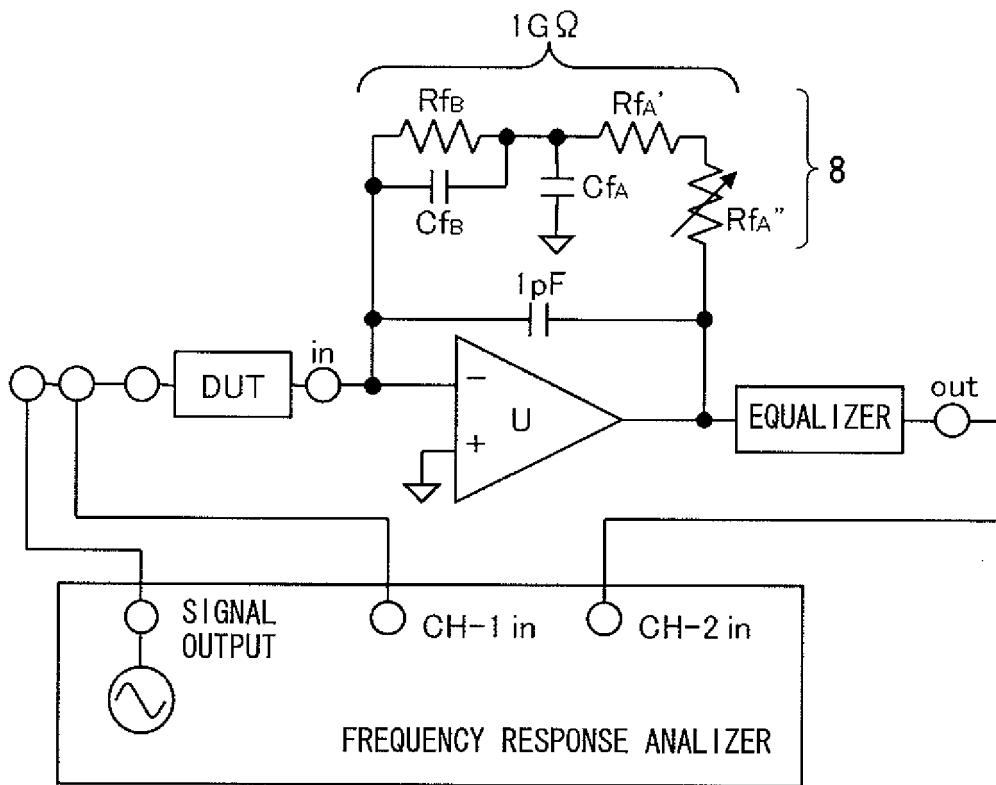 1GΩ
RfB
RfA'
8
CfB
CfA
RfA"
1pF
in
DUT
−
U
+
EQUALIZER
out
SIGNAL
OUTPUT
CH-1 in
CH-2 in
FREQUENCY RESPONSE ANALIZER